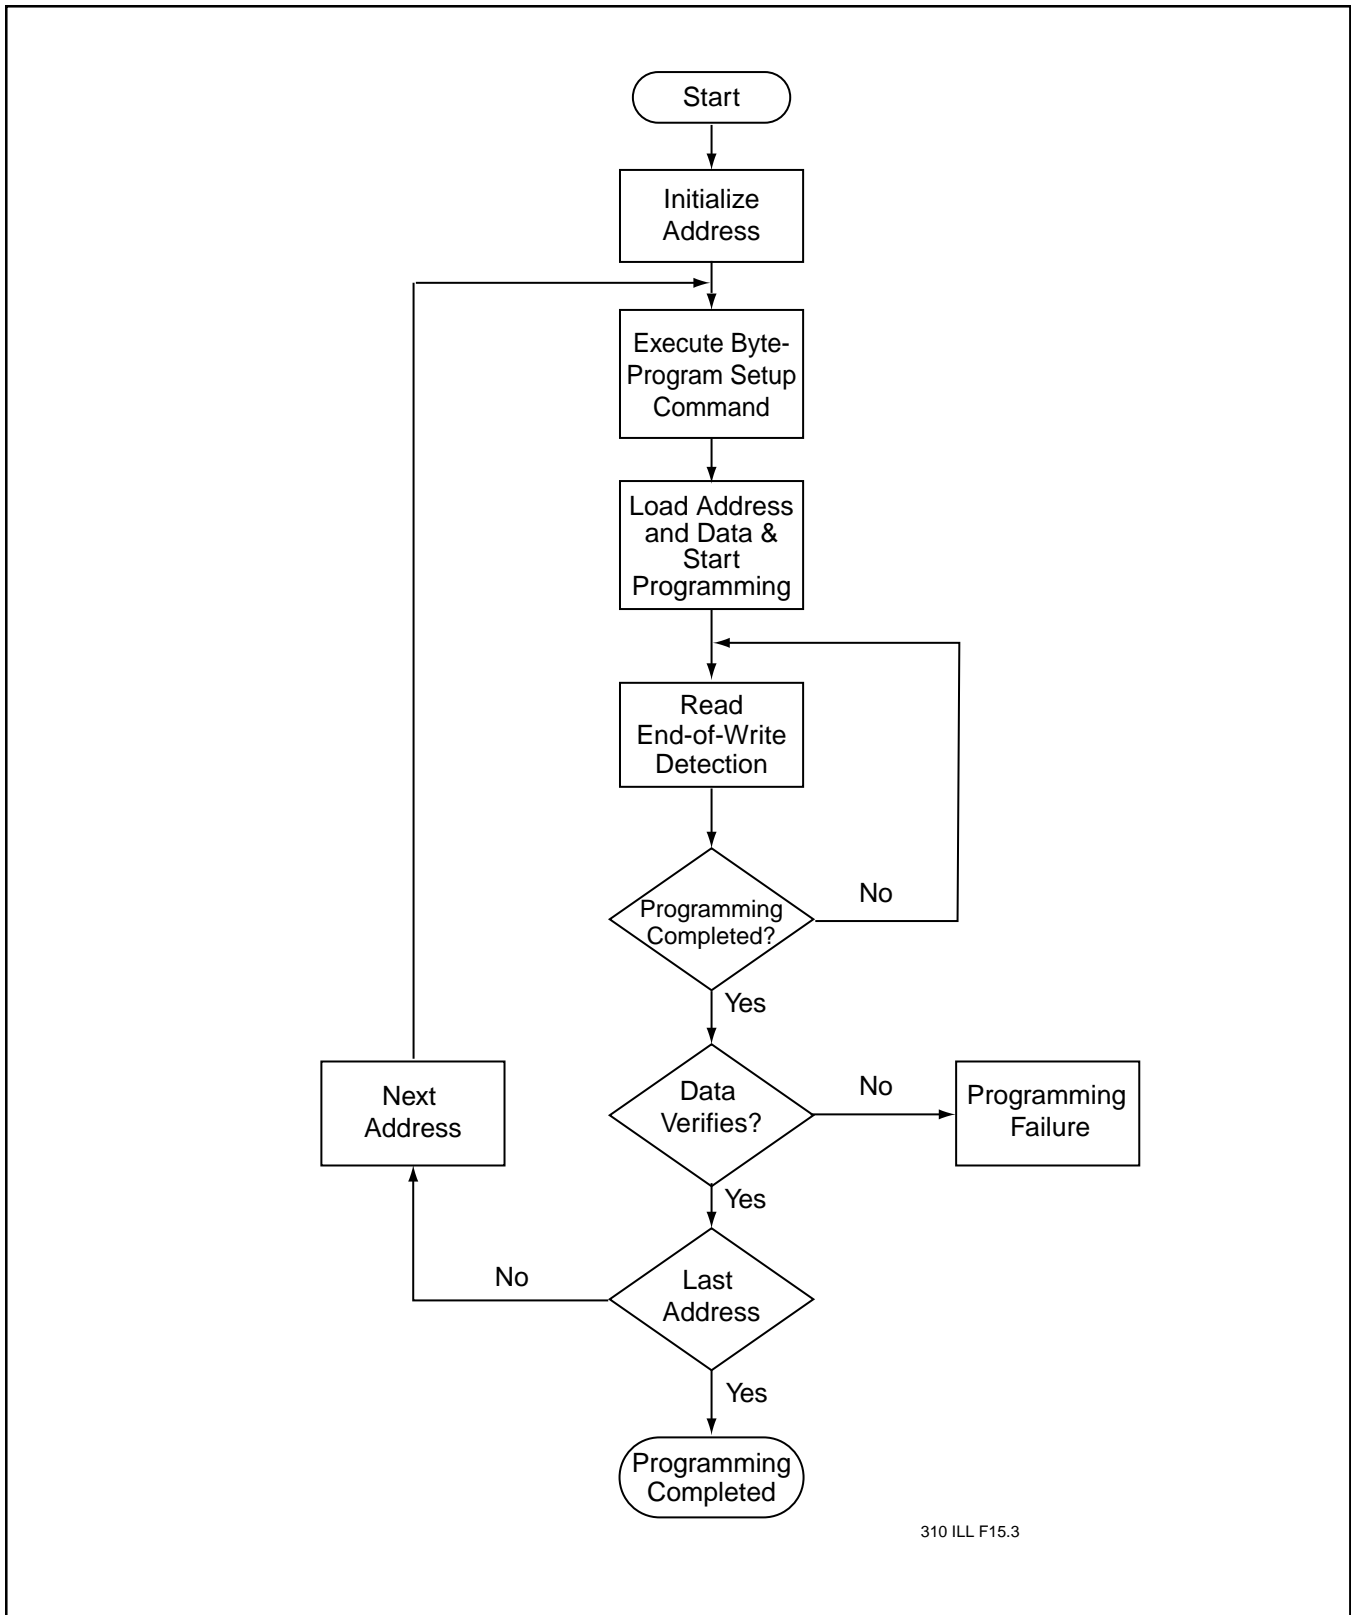 Start
Initialize
Address
Execute Byte-
Program Setup
Command
Load Address
and Data &
Start
Programming
Read
End-of-Write
Detection
Programming
Completed?
No
Yes
Data
Verifies?
No
Programming
Failure
Next
Address
Yes
Last
Address
No
Yes
Programming
Completed
310 ILL F15.3